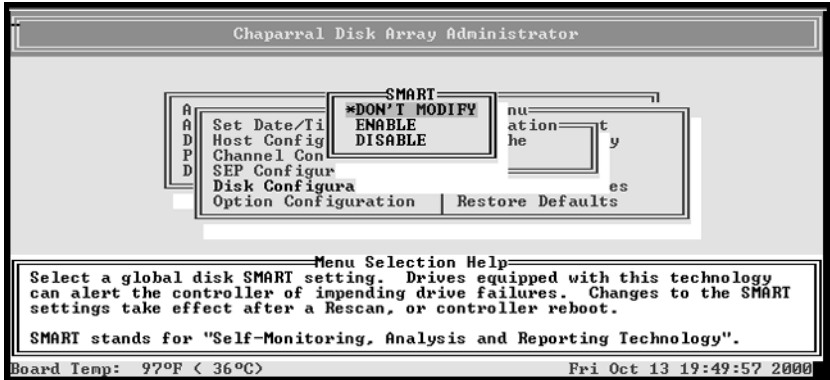 Chaparral Disk Array Administrator
SMART
*DON'T MODIFY
ENABLE
DISABLE
A
A
D
P
D
nu
Set Date/Ti
ation
t
Host Config
he
y
Channel Con
SEP Configur
Disk Configura
es
Option Configuration | Restore Defaults
Menu Selection Help
Select a global disk SMART setting. Drives equipped with this technology
can alert the controller of impending drive failures. Changes to the SMART
settings take effect after a Rescan, or controller reboot.
SMART stands for "Self-Monitoring, Analysis and Reporting Technology".
Board Temp: 97°F ( 36°C) Fri Oct 13 19:49:57 2000